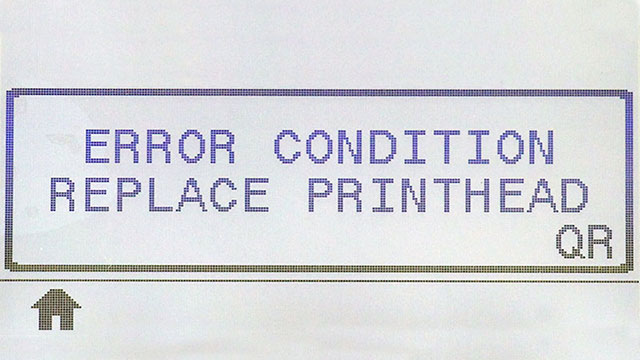 ERROR CONDITION
REPLACE PRINTHEAD
QR